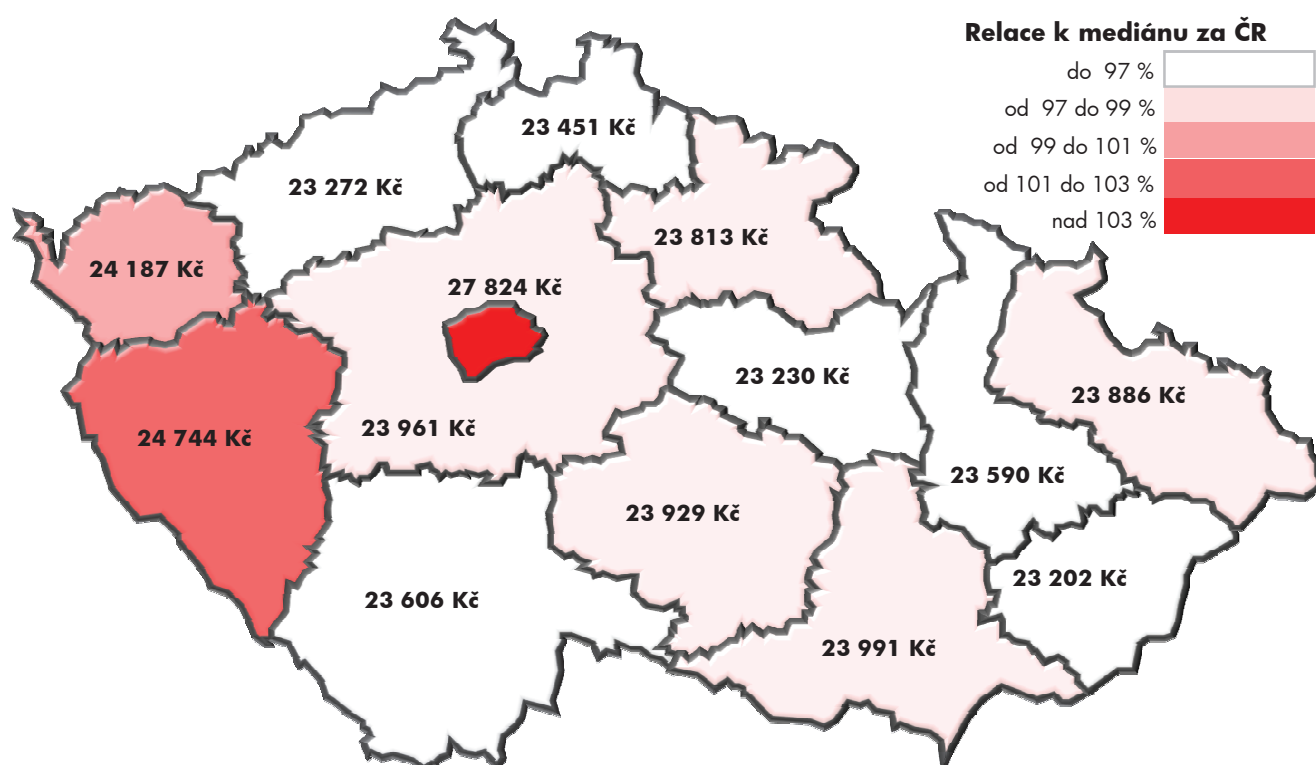 Relace k mediánu za ČR
do 97 %
od 97 do 99 %
od 99 do 101 %
od 101 do 103 %
nad 103 %
23 451 Kč
23 272 Kč
23 813 Kč
24 187 Kč
27 824 Kč
23 230 Kč
23 886 Kč
24 744 Kč
23 961 Kč
23 590 Kč
23 929 Kč
23 202 Kč
23 606 Kč
23 991 Kč